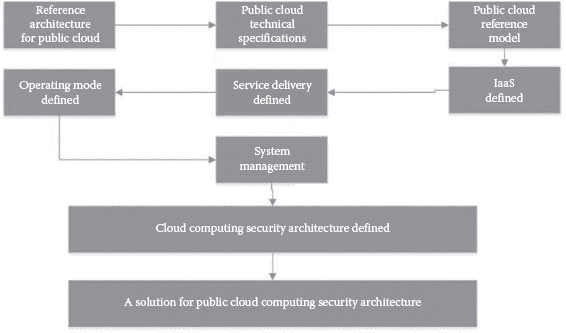 Reference
architecture
for public cloud
Public cloud
technical
specifications
Public cloud
reference
model
IaaS
defined
Service delivery
defined
Operating mode
defined
System
management
Cloud computing security architecture defined
A solution for public cloud computing security architecture